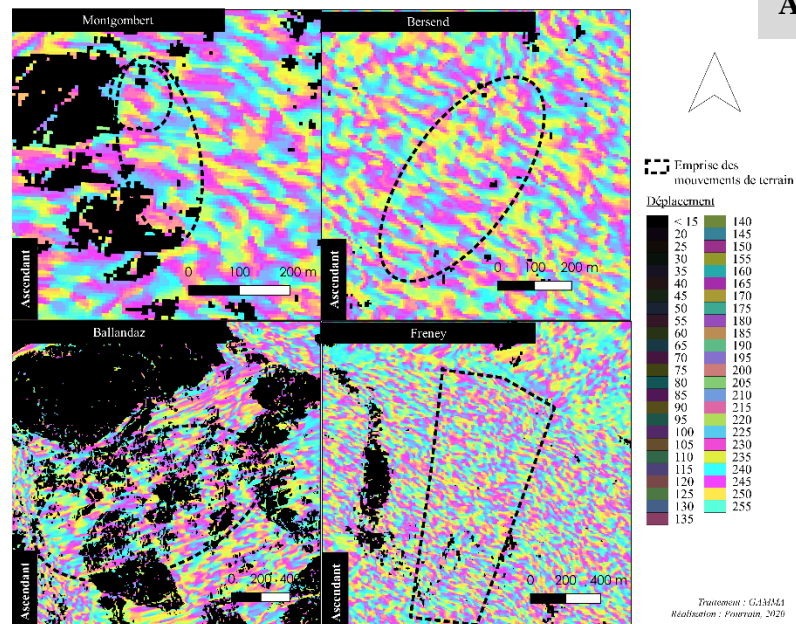 A
Montgombert
Bersend
Ascendant
0 100 200 m
Ascendant
0 100 200 m
Ballandaz
Freney
Ascendant
0 200 400
Ascendant
0 200 400 m
Emprise des
mouvements de terrain
Déplacement
< 15 140
20 145
25 150
30 155
35 160
40 165
45 170
50 175
55 180
60 185
65 190
70 195
75 200
80 205
85 210
90 215
95 220
100 225
105 230
110 235
115 240
120 245
125 250
130 255
135
Traitement : GAMMA
Réalisation : Pourrain, 2020